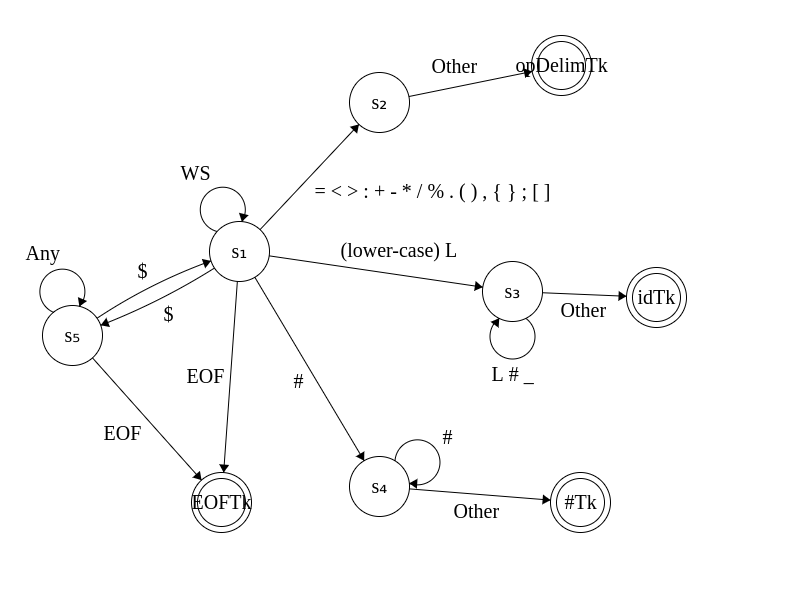 Other
opDelimTk
s₂
WS
= < > : + - * / % . ( ) , { } ; [ ]
s₁
(lower-case) L
Any
$
$
s₃
idTk
Other
s₅
L # _
EOF
#
EOF
#
s₄
EOFTk
#Tk
Other